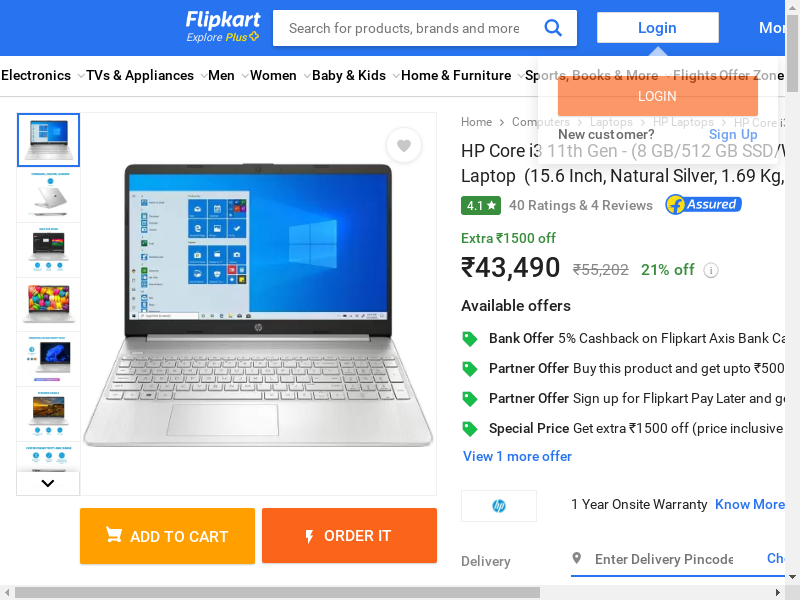 Flipkart
Explore Plus
Search for products, brands and more
Login
Mor
Electronics
TVs & Appliances
Men
Women
Baby & Kids
Home & Furniture
Sports, Books & More
Flights
Offer Zone
LOGIN
New customer?
Sign Up
Home
Computers
Laptops
HP Laptops
HP Core i3
HP Core i3 11th Gen - (8 GB/512 GB SSD/W
Laptop (15.6 Inch, Natural Silver, 1.69 Kg,
4.1
40 Ratings & 4 Reviews
Assured
Extra ₹1500 off
₹43,490
₹55,202
21% off
i
Available offers
Bank Offer 5% Cashback on Flipkart Axis Bank Ca
Partner Offer Buy this product and get upto ₹500
Partner Offer Sign up for Flipkart Pay Later and ge
Special Price Get extra ₹1500 off (price inclusive
View 1 more offer
hp
1 Year Onsite Warranty
Know More
ADD TO CART
ORDER IT
Delivery
Enter Delivery Pincode
Che